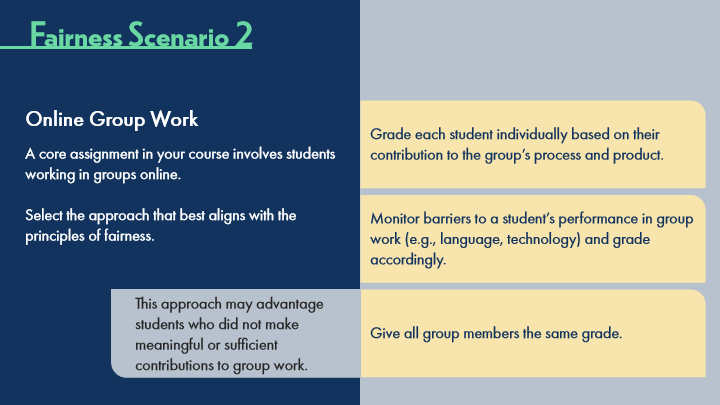 Fairness Scenario 2
Online Group Work
A core assignment in your course involves students
working in groups online.
Select the approach that best aligns with the
principles of fairness.
Grade each student individually based on their
contribution to the group's process and product.
Monitor barriers to a student's performance in group
work (e.g., language, technology) and grade
accordingly.
This approach may advantage
students who did not make
meaningful or sufficient
contributions to group work.
Give all group members the same grade.